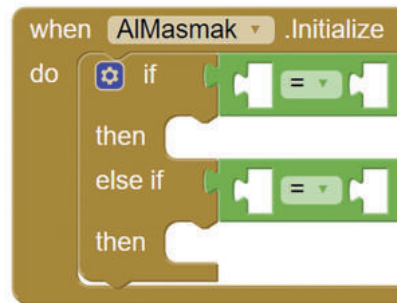 when AlMasmak .Initialize
do if =
then
else if =
then